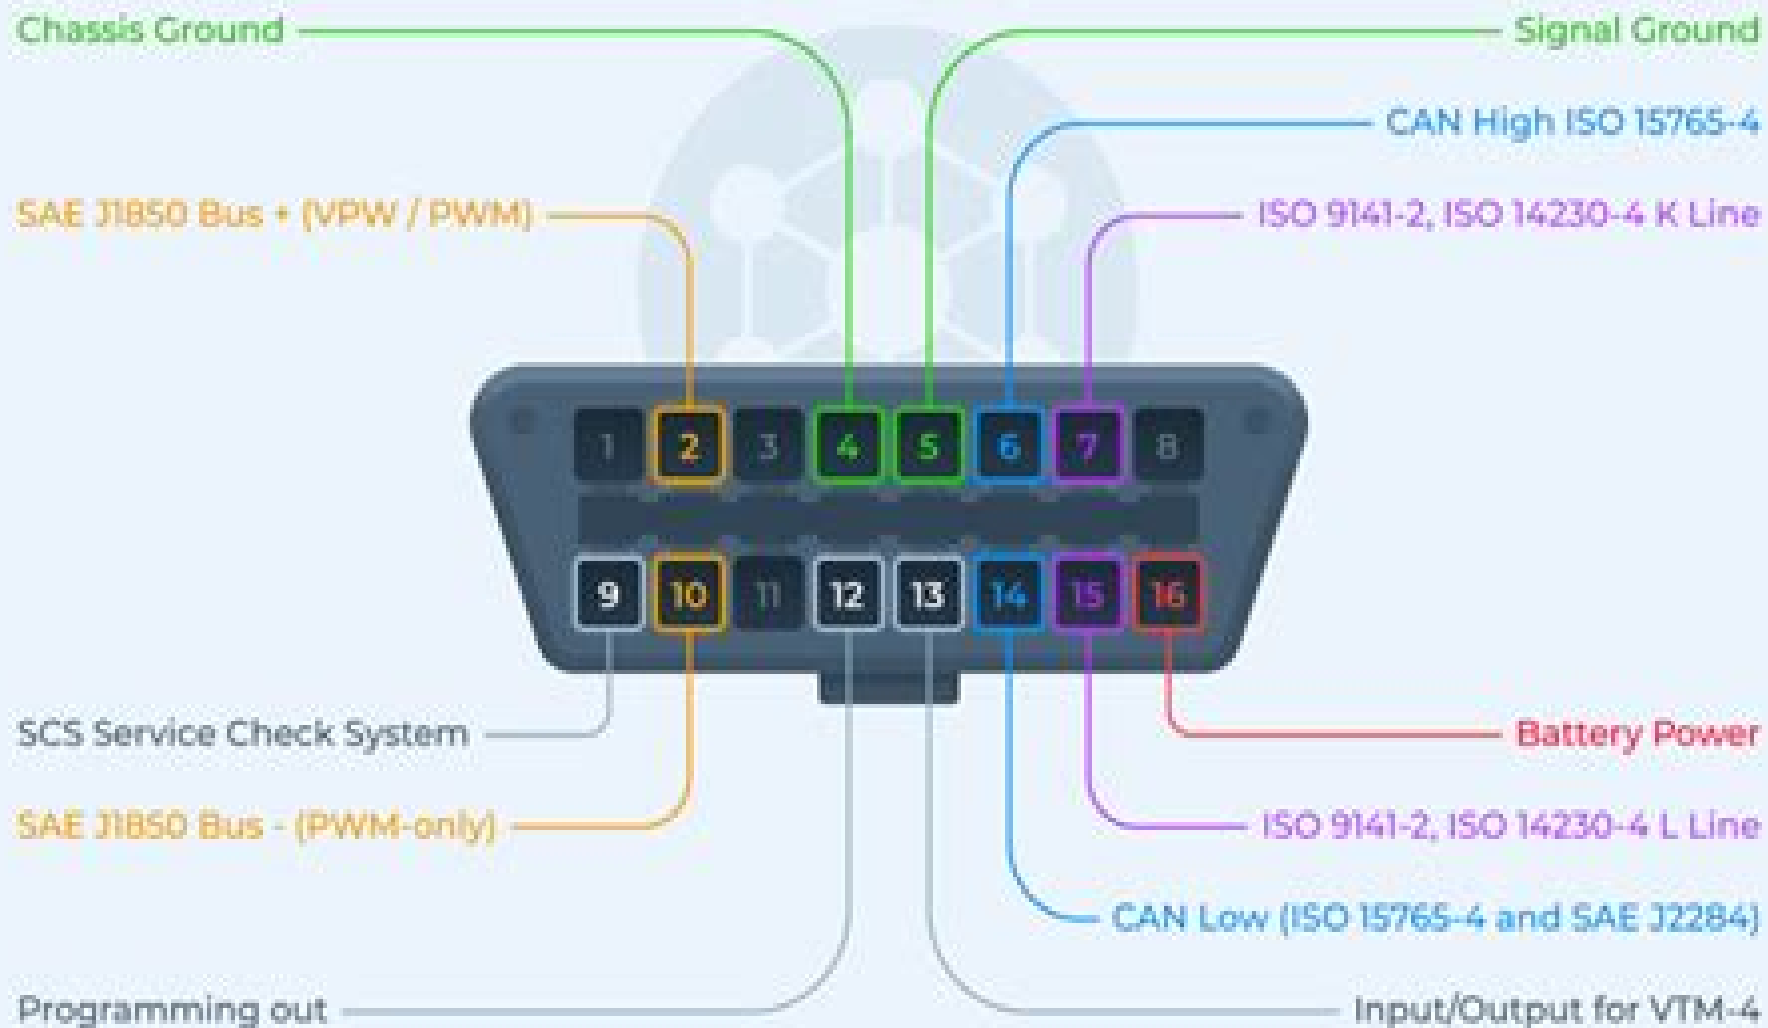 Chassis Ground
Signal Ground
CAN High ISO 15765-4
SAE J1850 Bus + (VPW / PWM)
ISO 9141-2, ISO 14230-4 K Line
1 2 3 4 5 6 7 8
9 10 11 12 13 14 15 16
SCS Service Check System
Battery Power
SAE J1850 Bus - (PWM-only)
ISO 9141-2, ISO 14230-4 L Line
CAN Low (ISO 15765-4 and SAE J2284)
Programming out
Input/Output for VTM-4